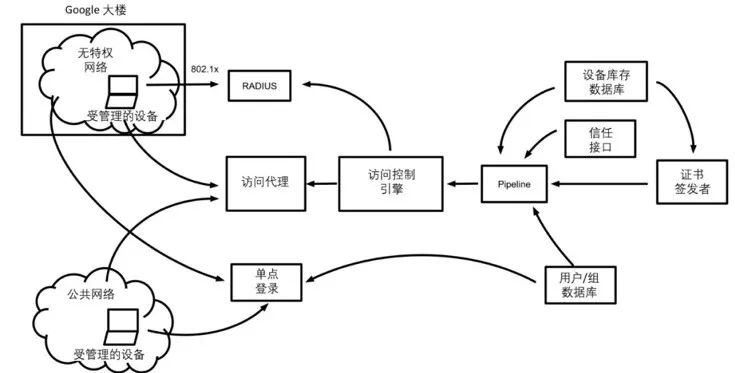 Google 大楼
无特权
网络
受管理的设备
802.1x
RADIUS
设备库存
数据库
信任
接口
访问代理
访问控制
引擎
Pipeline
证书
签发者
单点
登录
用户/组
数据库
公共网络
受管理的设备